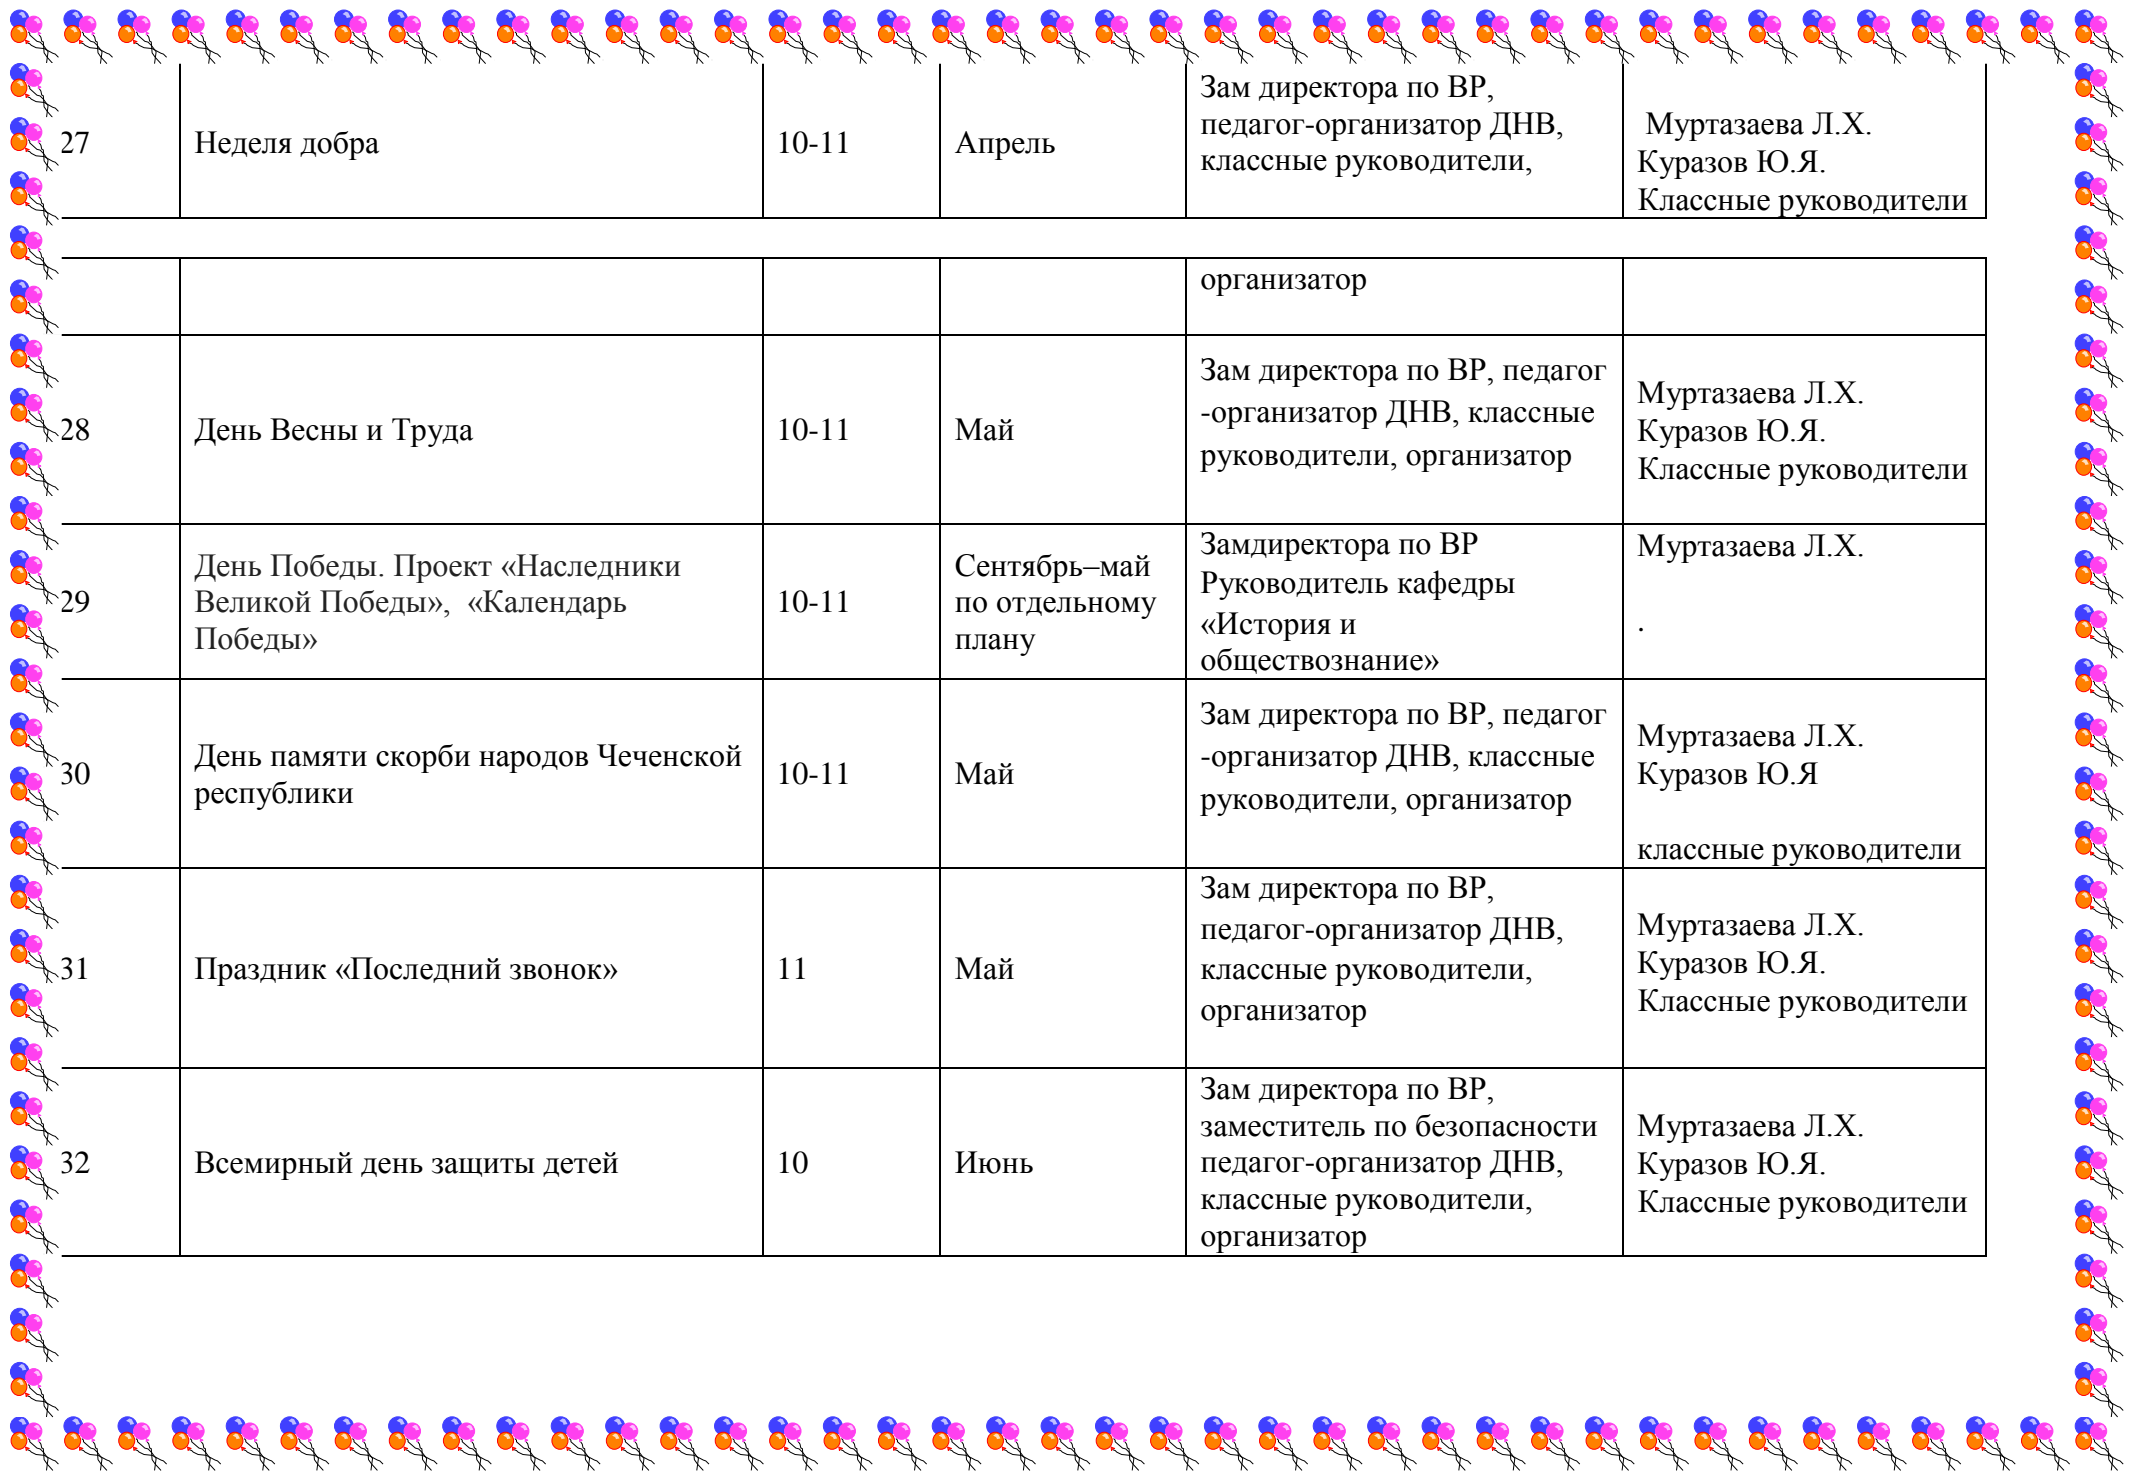 27
Неделя добра
10-11
Апрель
Зам директора по ВР,
педагог-организатор ДНВ,
классные руководители,
Муртазаева Л.Х.
Куразов Ю.Я.
Классные руководители
организатор
28
День Весны и Труда
10-11
Май
Зам директора по ВР, педагог
-организатор ДНВ, классные
руководители, организатор
Муртазаева Л.Х.
Куразов Ю.Я.
Классные руководители
29
День Победы. Проект «Наследники
Великой Победы», «Календарь
Победы»
10-11
Сентябрь–май
по отдельному
плану
Замдиректора по ВР
Руководитель кафедры
«История и
обществознание»
Муртазаева Л.Х.
.
30
День памяти скорби народов Чеченской
республики
10-11
Май
Зам директора по ВР, педагог
-организатор ДНВ, классные
руководители, организатор
Муртазаева Л.Х.
Куразов Ю.Я
классные руководители
31
Праздник «Последний звонок»
11
Май
Зам директора по ВР,
педагог-организатор ДНВ,
классные руководители,
организатор
Муртазаева Л.Х.
Куразов Ю.Я.
Классные руководители
32
Всемирный день защиты детей
10
Июнь
Зам директора по ВР,
заместитель по безопасности
педагог-организатор ДНВ,
классные руководители,
организатор
Муртазаева Л.Х.
Куразов Ю.Я.
Классные руководители